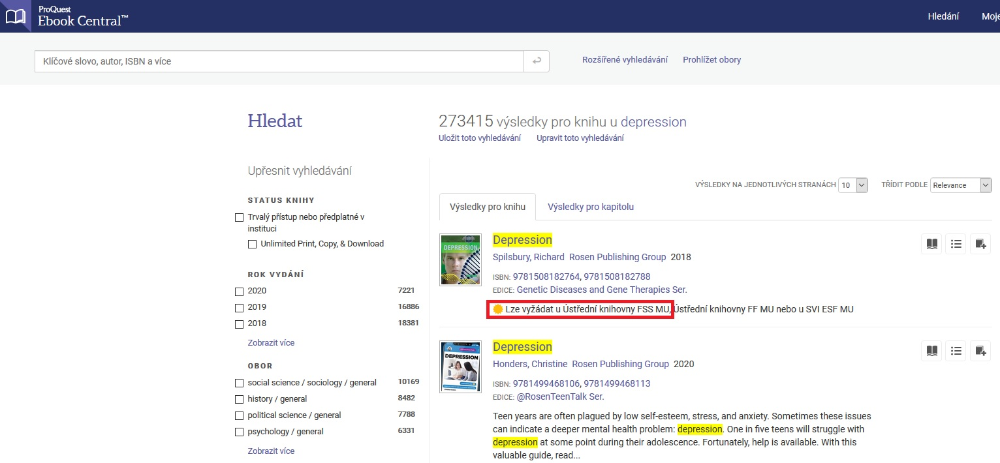 ProQuest
Ebook Central™
Hledání
Moje
Klíčové slovo, autor, ISBN a více
Rozšířené vyhledávání
Prohlížet obory
Hledat
Upřesnit vyhledávání
STATUS KNIHY
Trvalý přístup nebo předplatné v
instituci
Unlimited Print, Copy, & Download
ROK VYDÁNÍ
2020 7221
2019 16886
2018 18381
Zobrazit více
OBOR
social science / sociology / general 10169
history / general 8482
political science / general 7788
psychology / general 6331
Zobrazit více
273415 výsledky pro knihu u depression
Uložit toto vyhledávání Upravit toto vyhledávání
VÝSLEDKY NA JEDNOTLIVÝCH STRANÁCH 10 TŘÍDIT PODLE Relevance
Výsledky pro knihu Výsledky pro kapitolu
DEPRESSION
Depression
Spilsbury, Richard Rosen Publishing Group 2018
ISBN: 9781508182764, 9781508182788
EDICE: Genetic Diseases and Gene Therapies Ser.
Lze vyžádat u Ústřední knihovny FSS MU, Ústřední knihovny FF MU nebo u SVI ESF MU
DEPRESSION
Depression
Honders, Christine Rosen Publishing Group 2020
ISBN: 9781499468106, 9781499468113
EDICE: @RosenTeenTalk Ser.
Teen years are often plagued by low self-esteem, stress, and anxiety. Sometimes these issues
can indicate a deeper mental health problem: depression. One in five teens will struggle with
depression at some point during their adolescence. Fortunately, help is available. With this
valuable guide, read...